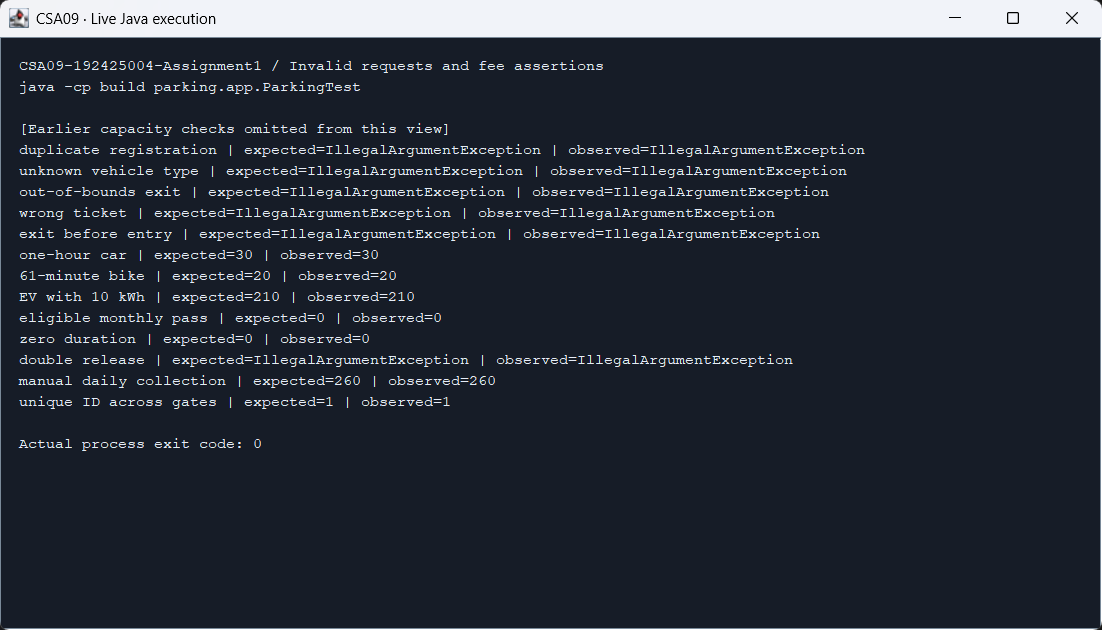 CSA09 · Live Java execution
CSA09-192425004-Assignment1 / Invalid requests and fee assertions
java -cp build parking.app.ParkingTest
[Earlier capacity checks omitted from this view]
duplicate registration | expected=IllegalArgumentException | observed=IllegalArgumentException
unknown vehicle type | expected=IllegalArgumentException | observed=IllegalArgumentException
out-of-bounds exit | expected=IllegalArgumentException | observed=IllegalArgumentException
wrong ticket | expected=IllegalArgumentException | observed=IllegalArgumentException
exit before entry | expected=IllegalArgumentException | observed=IllegalArgumentException
one-hour car | expected=30 | observed=30
61-minute bike | expected=20 | observed=20
EV with 10 kWh | expected=210 | observed=210
eligible monthly pass | expected=0 | observed=0
zero duration | expected=0 | observed=0
double release | expected=IllegalArgumentException | observed=IllegalArgumentException
manual daily collection | expected=260 | observed=260
unique ID across gates | expected=1 | observed=1
Actual process exit code: 0